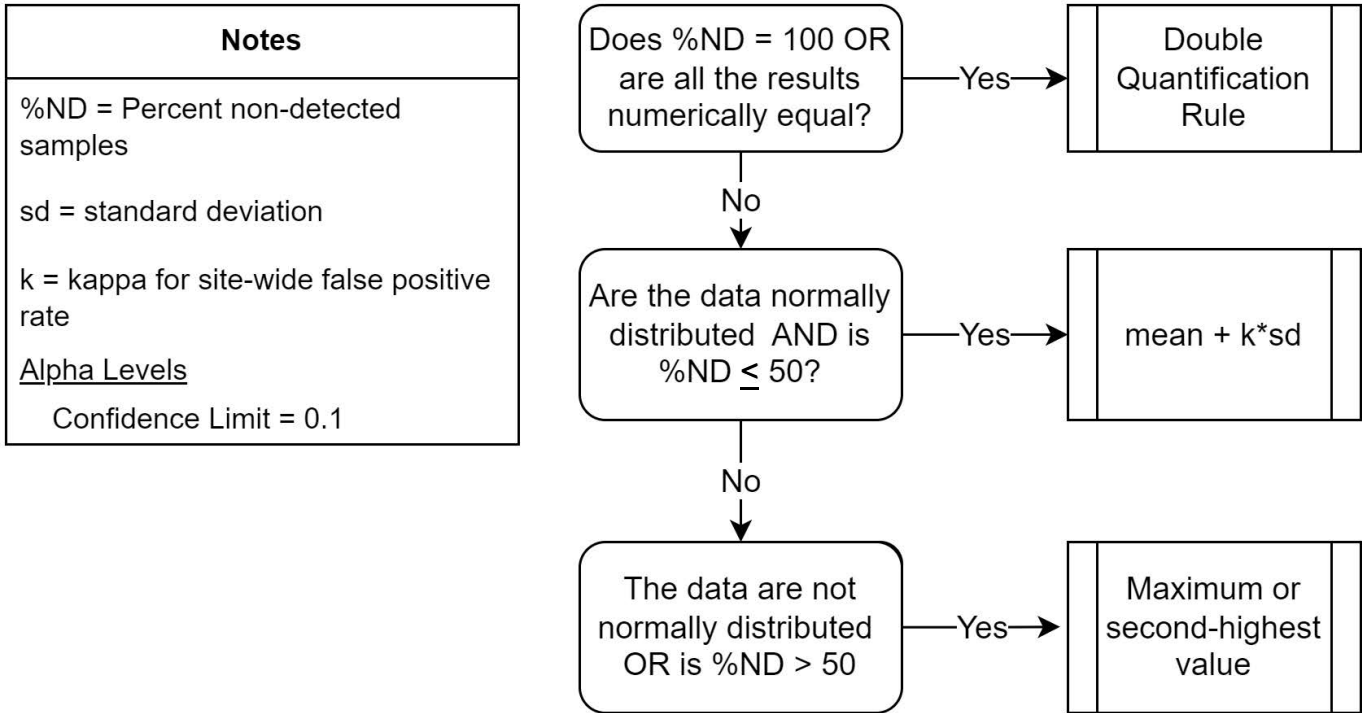 Notes
%ND = Percent non-detected
samples
sd = standard deviation
k = kappa for site-wide false positive
rate
Alpha Levels
Confidence Limit = 0.1
Does %ND = 100 OR
are all the results
numerically equal?
Yes
Double
Quantification
Rule
No
Are the data normally
distributed AND is
%ND ≤ 50?
Yes
mean + k*sd
No
The data are not
normally distributed
OR is %ND > 50
Yes
Maximum or
second-highest
value